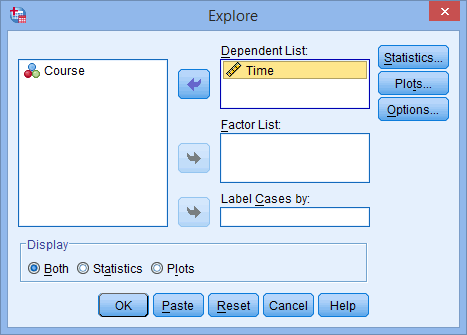 Explore
Course
Dependent List:
Time
Statistics...
Plots...
Options...
Factor List:
Label Cases by:
Display
Both Statistics Plots
OK Paste Reset Cancel Help